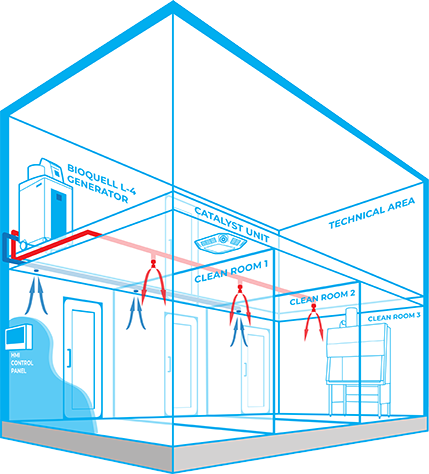 BIOQUELL L-4
GENERATOR
CATALYST UNIT
TECHNICAL AREA
CLEAN ROOM 1
CLEAN ROOM 2
CLEAN ROOM 3
HMI
CONTROL
PANEL